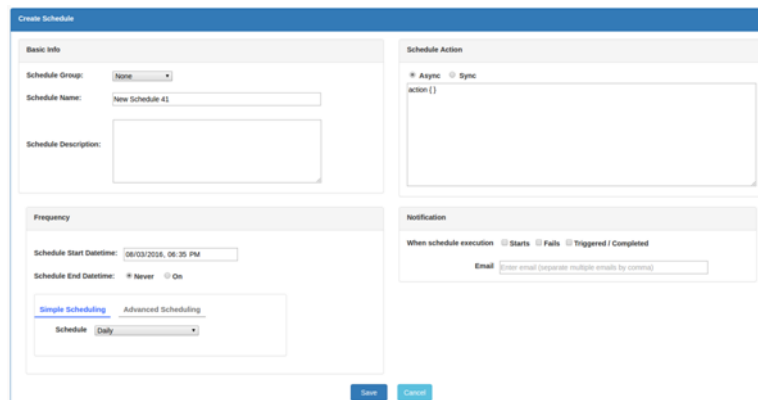 Create Schedule
Basic Info
Schedule Group: None
Schedule Name: New Schedule 41
Schedule Description:
Schedule Action
Async Sync
action { }
Frequency
Schedule Start Datetime: 06/03/2016, 06:35 PM
Schedule End Datetime: Never On
Simple Scheduling Advanced Scheduling
Schedule Daily
Notification
When schedule execution Starts Fails Triggered / Completed
Email Enter email (separate multiple emails by comma)
Save Cancel